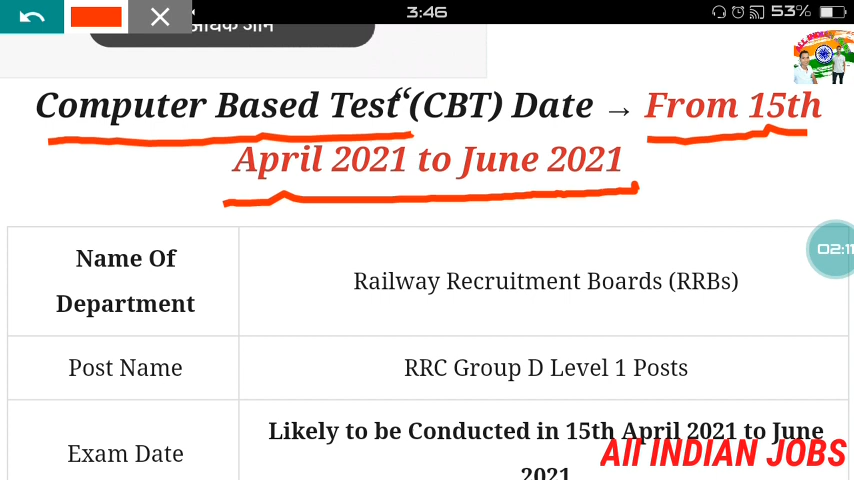 3:46
53%
Computer Based Test “(CBT) Date → From 15th
April 2021 to June 2021
02:11
Name Of
Department
Railway Recruitment Boards (RRBs)
Post Name
RRC Group D Level 1 Posts
Exam Date
Likely to be Conducted in 15th April 2021 to June
2021
All INDIAN JOBS